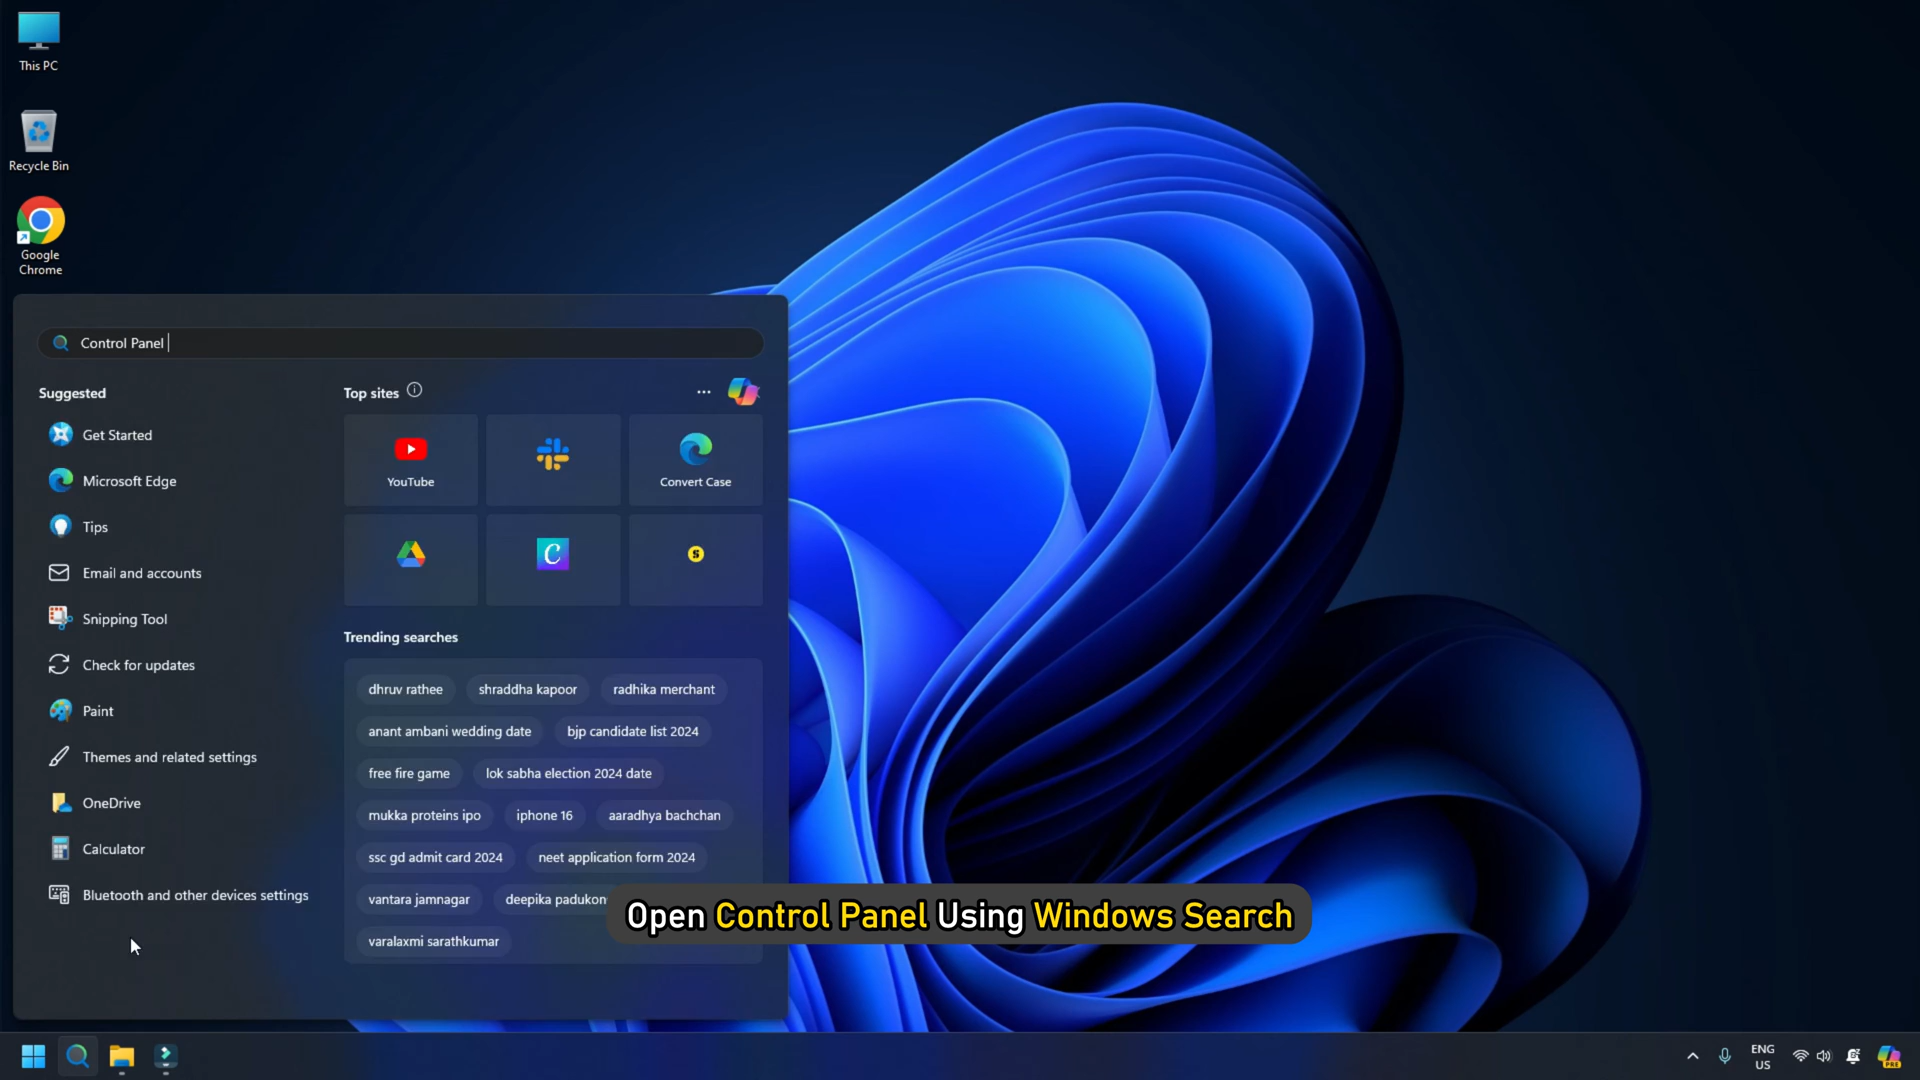 This PC
Recycle Bin
Google
Chrome
Control Panel
Suggested
Get Started
Microsoft Edge
Tips
Email and accounts
Snipping Tool
Check for updates
Paint
Themes and related settings
OneDrive
Calculator
Bluetooth and other devices settings
Top sites
YouTube
Convert Case
Trending searches
dhruv rathee
shraddha kapoor
radhika merchant
anant ambani wedding date
bjp candidate list 2024
free fire game
lok sabha election 2024 date
mukka proteins ipo
iphone 16
aaradhya bachchan
ssc gd admit card 2024
neet application form 2024
vantara jamnagar
deepika padukon
varalaxmi sarathkumar
Open Control Panel Using Windows Search
ENG
US
PRE